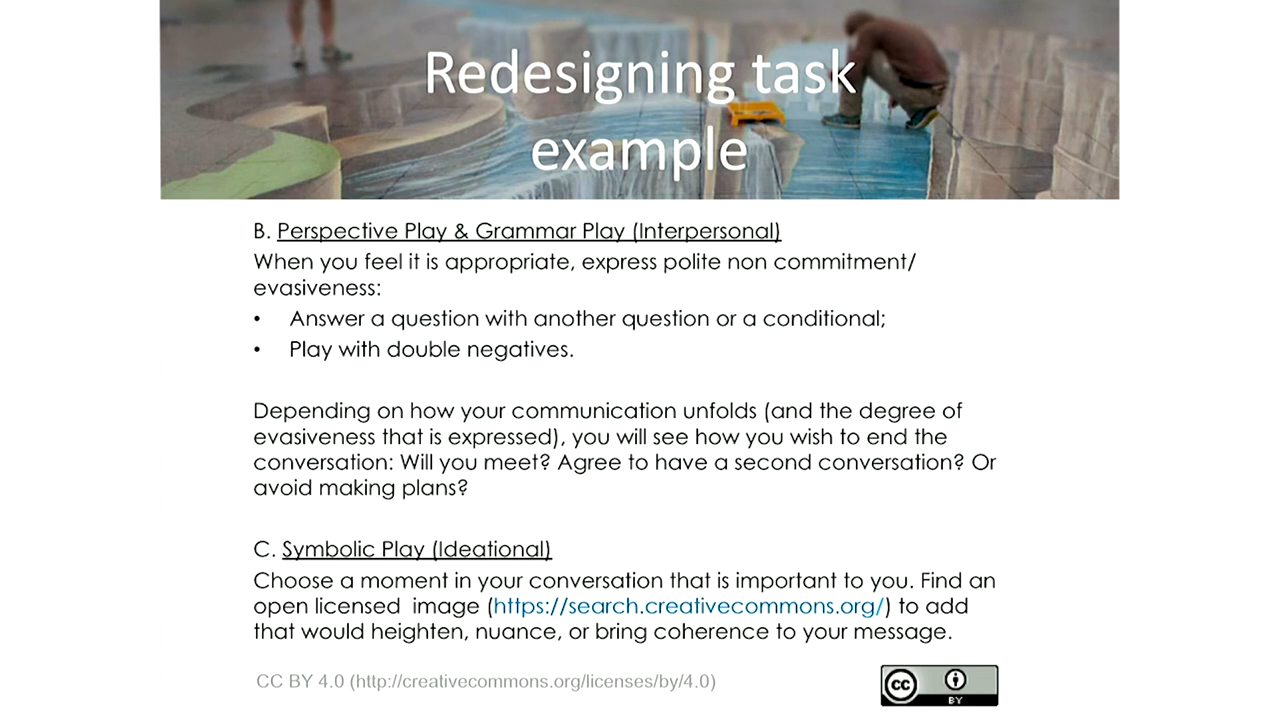 Redesigning task
example
B. Perspective Play & Grammar Play (Interpersonal)
When you feel it is appropriate, express polite non commitment/
evasiveness:
• Answer a question with another question or a conditional;
• Play with double negatives.
Depending on how your communication unfolds (and the degree of
evasiveness that is expressed), you will see how you wish to end the
conversation: Will you meet? Agree to have a second conversation? Or
avoid making plans?
C. Symbolic Play (Ideational)
Choose a moment in your conversation that is important to you. Find an
open licensed  image (https://search.creativecommons.org/) to add
that would heighten, nuance, or bring coherence to your message.
CC BY 4.0 (http://creativecommons.org/licenses/by/4.0)
cc
BY